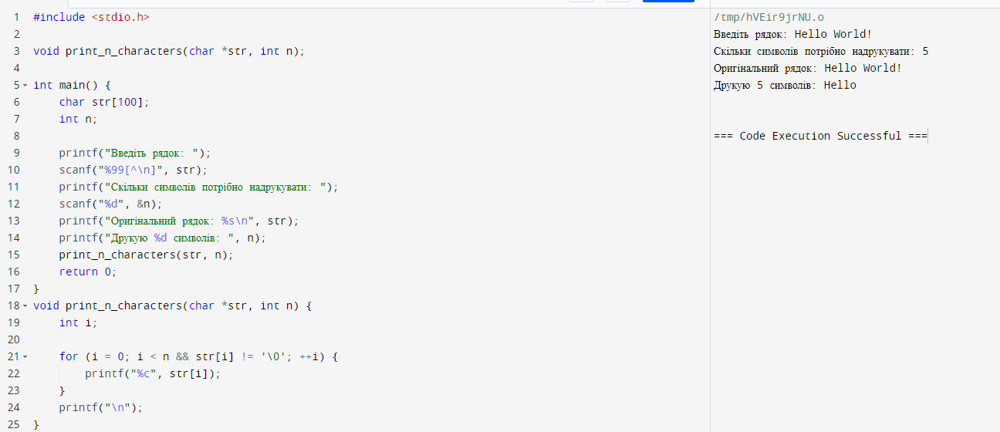 1 #include <stdio.h>
2
3 void print_n_characters(char *str, int n);
4
5 int main() {
6     char str[100];
7     int n;
8
9     printf("Введіть рядок: ");
10     scanf("%99[^\n]", str);
11     printf("Скільки символів потрібно надрукувати: ");
12     scanf("%d", &n);
13     printf("Оригінальний рядок: %s\n", str);
14     printf("Друкую %d символів: ", n);
15     print_n_characters(str, n);
16     return 0;
17 }
18 void print_n_characters(char *str, int n) {
19     int i;
20
21     for (i = 0; i < n && str[i] != '\0'; ++i) {
22         printf("%c", str[i]);
23     }
24     printf("\n");
25 }
/tmp/hVEir9jrNU.o
Введіть рядок: Hello World!
Скільки символів потрібно надрукувати: 5
Оригінальний рядок: Hello World!
Друкую 5 символів: Hello
=== Code Execution Successful ===